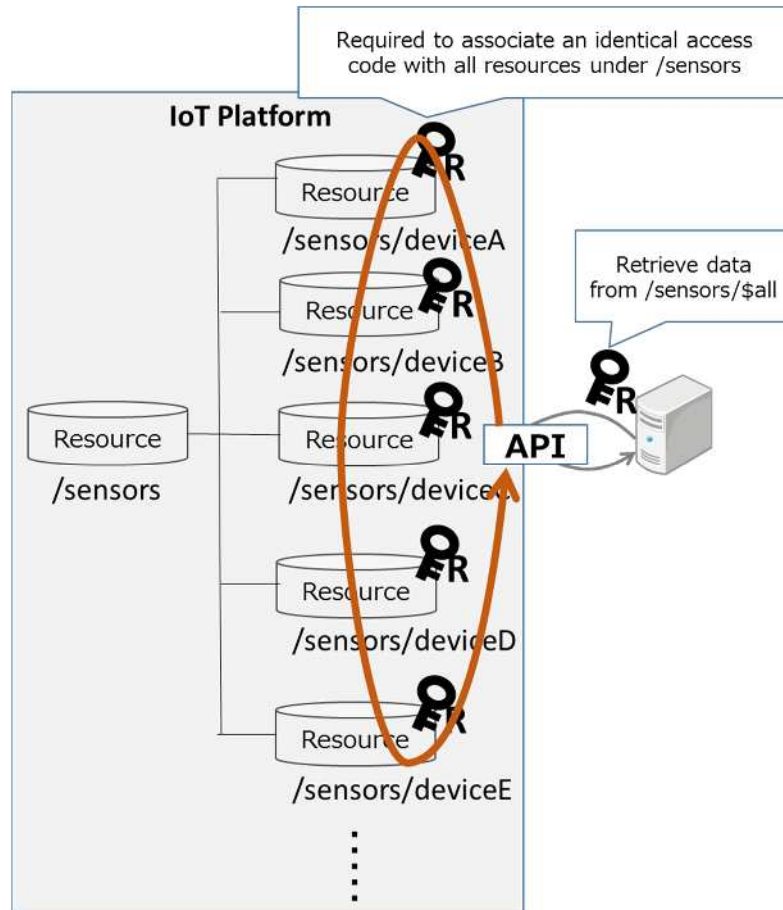 Required to associate an identical access
code with all resources under /sensors
IoT Platform
R
Resource
/sensors/deviceA
Retrieve data
from /sensors/$all
R
Resource
/sensors/deviceB
R
R
Resource
Resource
API
/sensors
/sensors/deviceC
R
Resource
/sensors/deviceD
R
Resource
/sensors/deviceE